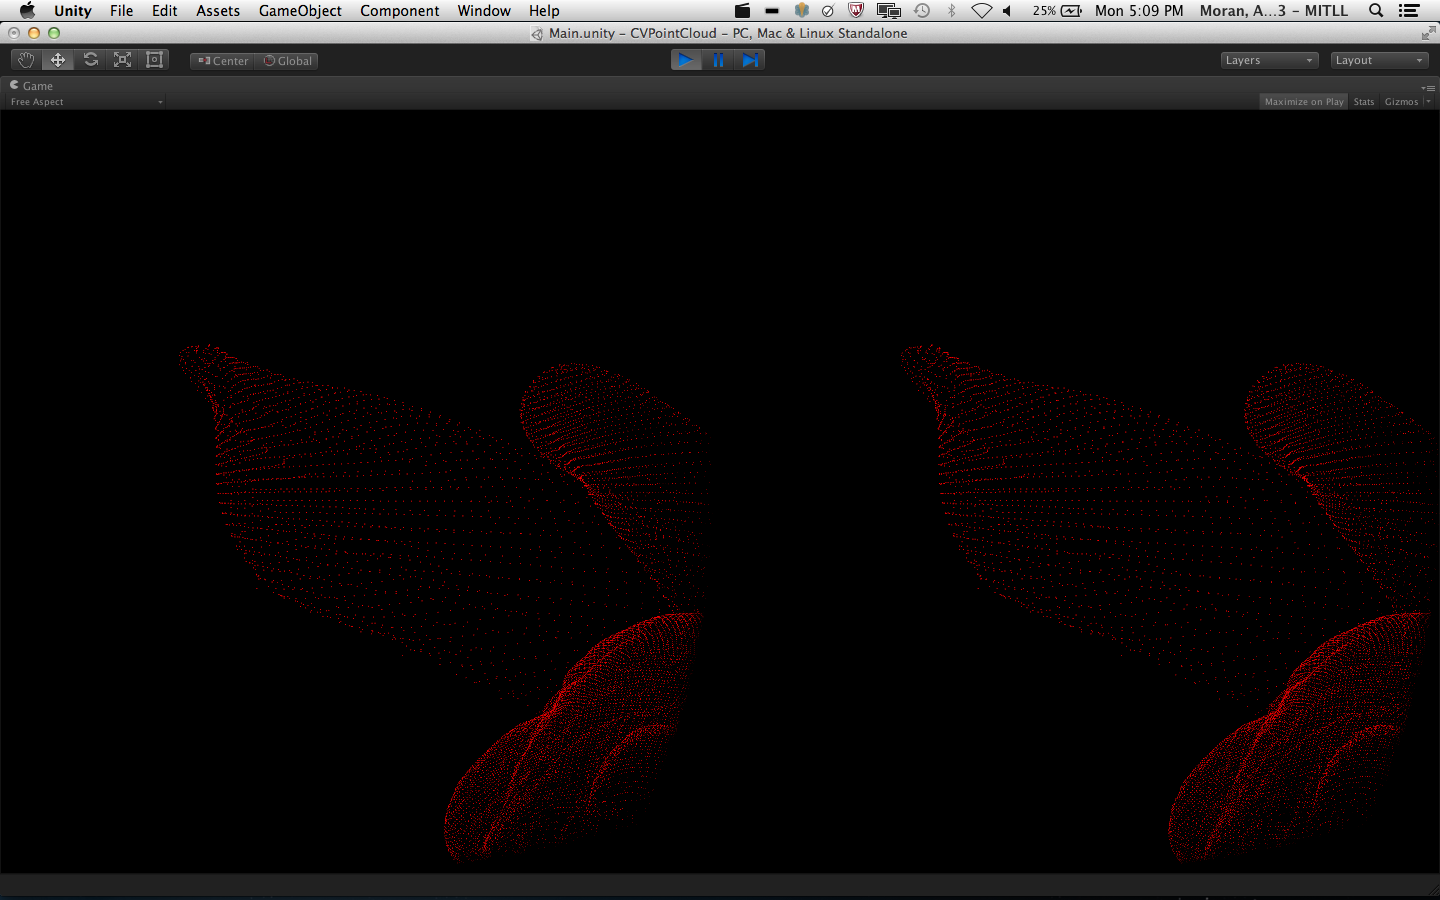 Unity File Edit Assets GameObject Component Window Help 25% Mon 5:09 PM Moran, A...3 – MITLL
Main.unity – CVPointCloud – PC, Mac & Linux Standalone
Center Global Layers Layout
Game
Free Aspect Maximize on Play Stats Gizmos